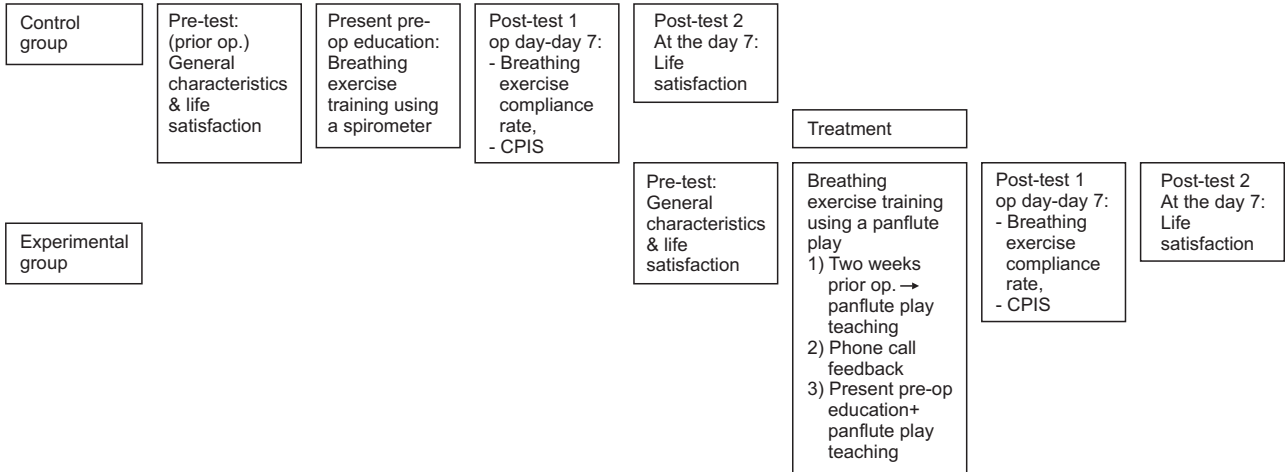 Control
group
Pre-test:
(prior op.)
General
characteristics
& life
satisfaction
Present pre-
op education:
Breathing
exercise
training using
a spirometer
Post-test 1
op day-day 7:
- Breathing
exercise
compliance
rate,
- CPIS
Post-test 2
At the day 7:
Life
satisfaction
Treatment
Experimental
group
Pre-test:
General
characteristics
& life
satisfaction
Breathing
exercise training
using a panflute
play
1) Two weeks
prior op. →
panflute play
teaching
2) Phone call
feedback
3) Present pre-op
education+
panflute play
teaching
Post-test 1
op day-day 7:
- Breathing
exercise
compliance
rate,
- CPIS
Post-test 2
At the day 7:
Life
satisfaction